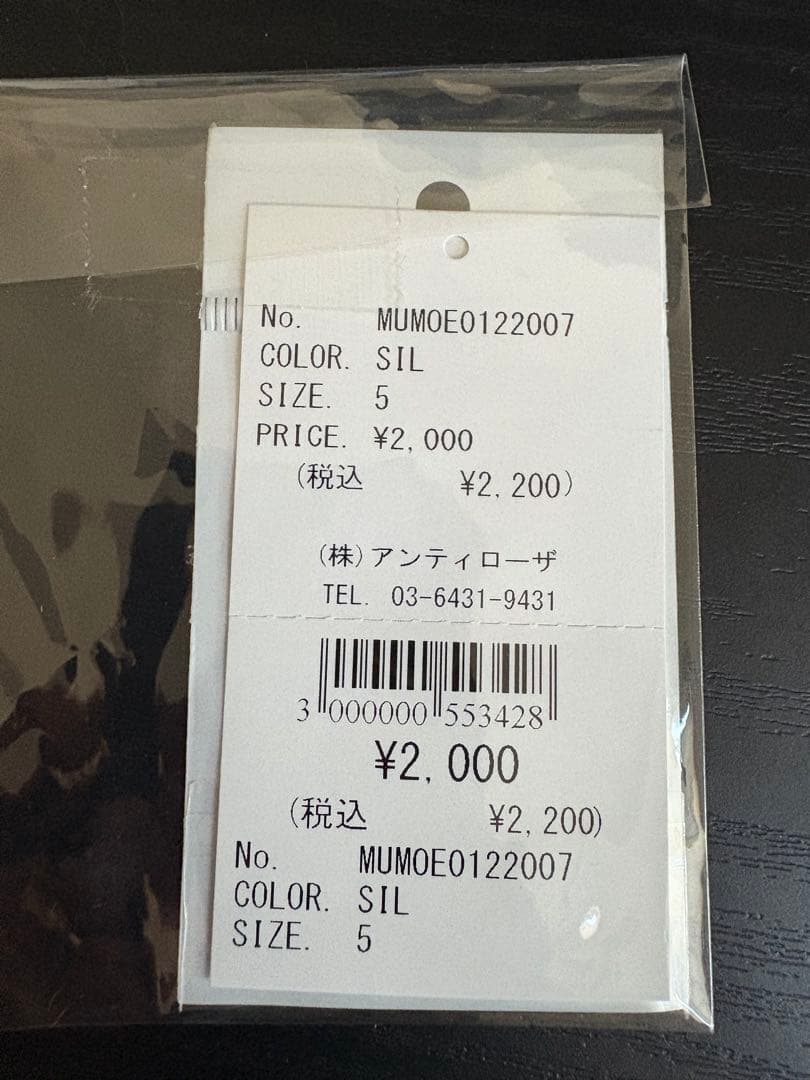 No. MUMOE0122007
COLOR. SIL
SIZE. 5
PRICE. ¥2,000
(税込 ¥2,200)
(株)アンティローザ
TEL. 03-6431-9431
3 000000 553428
¥2,000
(税込 ¥2,200)
No. MUMOE0122007
COLOR. SIL
SIZE. 5